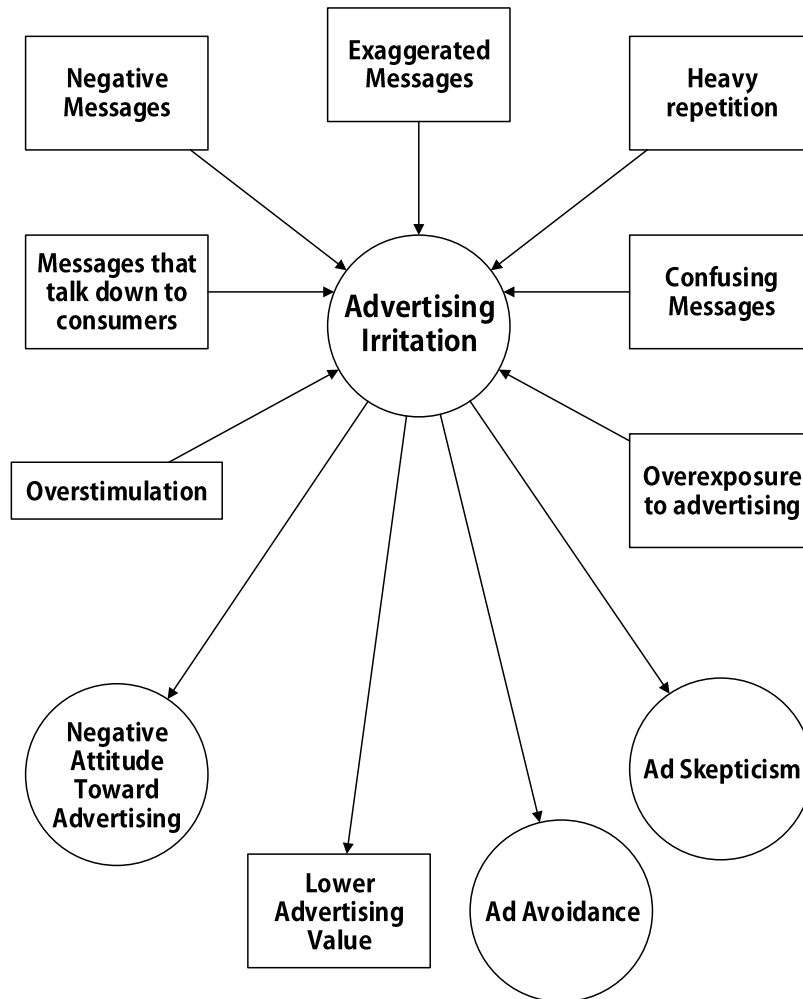 Exaggerated
Messages
Negative
Messages
Heavy
repetition
Messages that
talk down to
consumers
Advertising
Irritation
Confusing
Messages
Overstimulation
Overexposure
to advertising
Negative
Attitude
Toward
Advertising
Ad Skepticism
Lower
Advertising
Value
Ad Avoidance